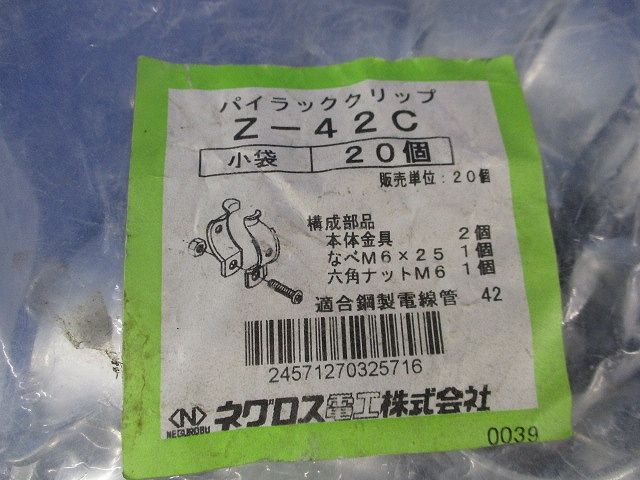 パイラッククリップ
Z－42C
小袋 20個
販売単位：20個
構成部品
本体金具 2個
なべM6×25 1個
六角ナットM6 1個
適合鋼製電線管 42
24571270325716
NEGUROSU ネグロス電工株式会社
0039